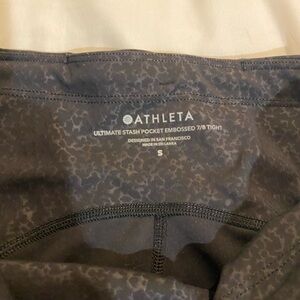 ATHLETA
ULTIMATE STASH POCKET EMBOSSED 7/8 TIGHT
DESIGNED IN SAN FRANCISCO
MADE IN SRI LANKA
S